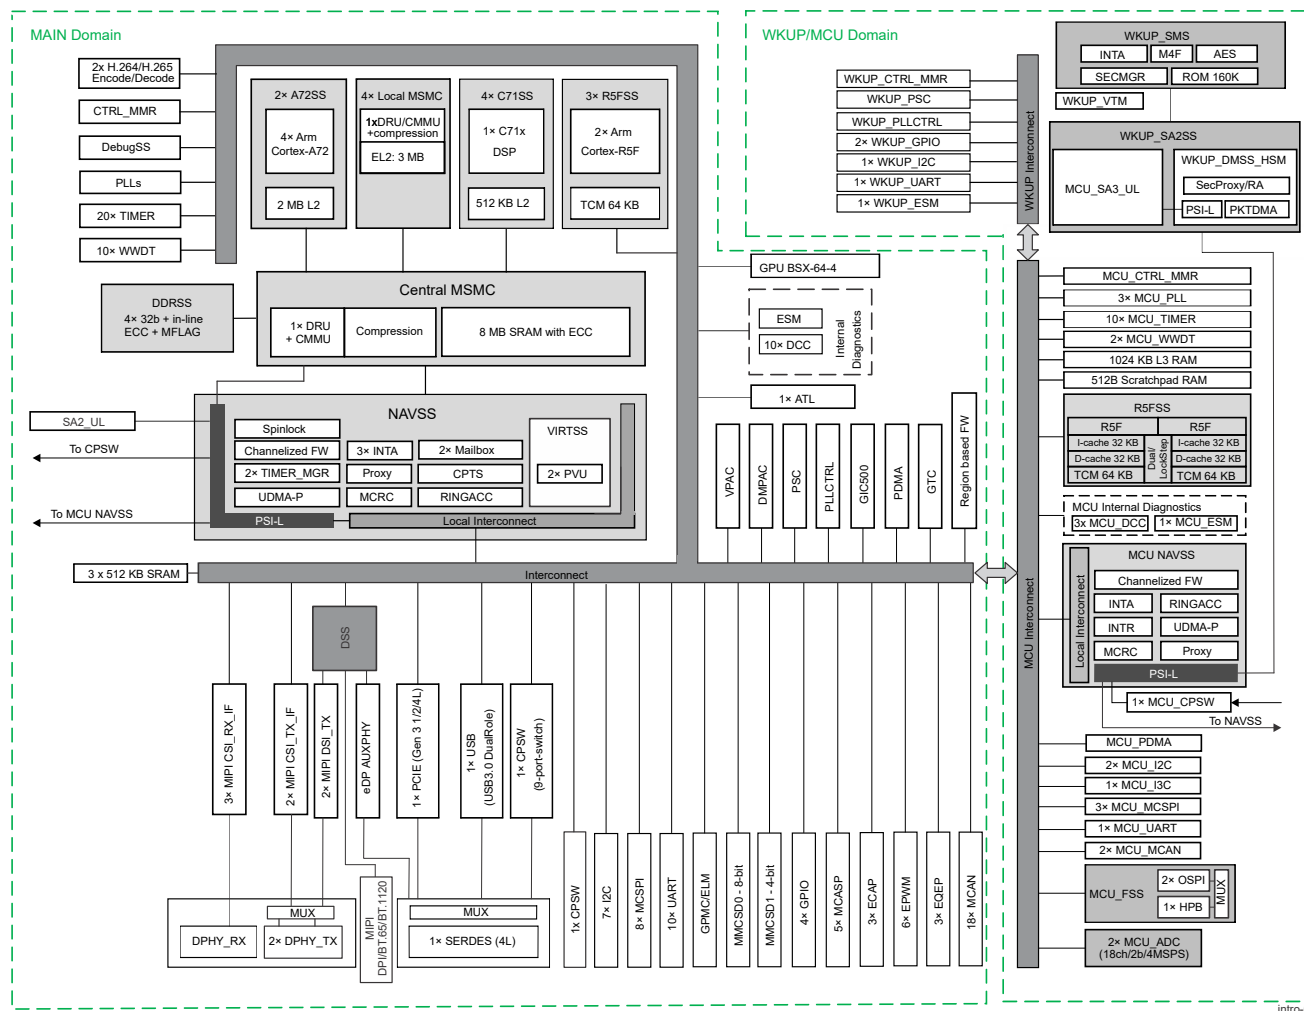 MAIN Domain
2x H.264/H.265
Encode/Decode
CTRL_MMR
DebugSS
PLLs
20× TIMER
10× WWDT
2× A72SS
4× Arm
Cortex-A72
2 MB L2
4× Local MSMC
1xDRU/CMMU
+compression
EL2: 3 MB
4× C71SS
1× C71x
DSP
512 KB L2
3× R5FSS
2× Arm
Cortex-R5F
TCM 64 KB
DDRSS
4× 32b + in-line
ECC + MFLAG
Central MSMC
1× DRU
+ CMMU
Compression
8 MB SRAM with ECC
GPU BSX-64-4
ESM
10× DCC
Internal
Diagnostics
1× ATL
SA2_UL
To CPSW
To MCU NAVSS
NAVSS
Spinlock
Channelized FW
2× TIMER_MGR
UDMA-P
3× INTA
Proxy
MCRC
2× Mailbox
CPTS
RINGACC
VIRTSS
2× PVU
PSI-L
Local Interconnect
VPAC
DMPAC
PSC
PLLCTRL
GIC500
PDMA
GTC
Region based FW
3 x 512 KB SRAM
Interconnect
DSS
3× MIPI CSI_RX_IF
2× MIPI CSI_TX_IF
2× MIPI DSI_TX
eDP AUXPHY
1× PCIE (Gen 3 1/2/4L)
1× USB
(USB3.0 DualRole)
1× CPSW
(9-port-switch)
DPHY_RX
MUX
2× DPHY_TX
MIPI
DPI/BT.65/BT.1120
MUX
1× SERDES (4L)
1x CPSW
7× I2C
8× MCSPI
10× UART
GPMC/ELM
MMCSD0 - 8-bit
MMCSD1 - 4-bit
4× GPIO
5× MCASP
3× ECAP
6× EPWM
3× EQEP
18× MCAN
WKUP/MCU Domain
WKUP_CTRL_MMR
WKUP_PSC
WKUP_PLLCTRL
2× WKUP_GPIO
1× WKUP_I2C
1× WKUP_UART
1× WKUP_ESM
WKUP Interconnect
WKUP_SMS
INTA
M4F
AES
SECMGR
ROM 160K
WKUP_VTM
WKUP_SA2SS
MCU_SA3_UL
WKUP_DMSS_HSM
SecProxy/RA
PSI-L
PKTDMA
MCU Interconnect
MCU_CTRL_MMR
3× MCU_PLL
10× MCU_TIMER
2× MCU_WWDT
1024 KB L3 RAM
512B Scratchpad RAM
R5FSS
R5F
R5F
I-cache 32 KB
D-cache 32 KB
TCM 64 KB
Dual/
LockStep
I-cache 32 KB
D-cache 32 KB
TCM 64 KB
MCU Internal Diagnostics
3x MCU_DCC
1× MCU_ESM
MCU NAVSS
Local Interconnect
Channelized FW
INTA
RINGACC
INTR
UDMA-P
MCRC
Proxy
PSI-L
1× MCU_CPSW
To NAVSS
MCU_PDMA
2× MCU_I2C
1× MCU_I3C
3× MCU_MCSPI
1× MCU_UART
2× MCU_MCAN
MCU_FSS
2× OSPI
1× HPB
MUX
2× MCU_ADC
(18ch/2b/4MSPS)
intro-